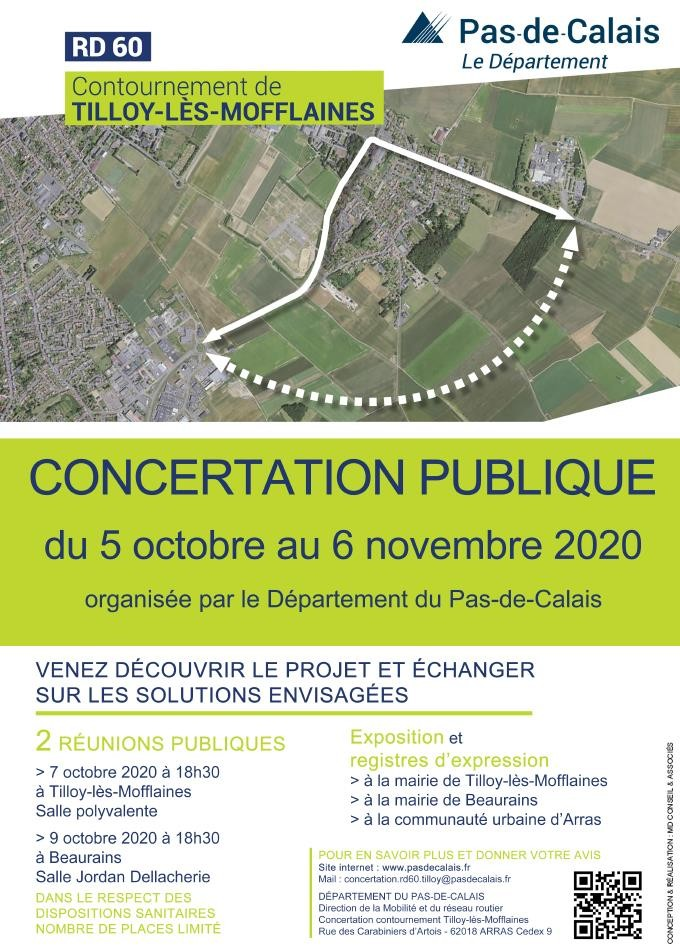 RD 60
Contournement de
TILLOY-LÈS-MOFFLAINES
Pas-de-Calais
Le Département
CONCERTATION PUBLIQUE
du 5 octobre au 6 novembre 2020
organisée par le Département du Pas-de-Calais
VENEZ DÉCOUVRIR LE PROJET ET ÉCHANGER
SUR LES SOLUTIONS ENVISAGÉES
2 RÉUNIONS PUBLIQUES
> 7 octobre 2020 à 18h30
à Tilloy-lès-Mofflaines
Salle polyvalente
> 9 octobre 2020 à 18h30
à Beaurains
Salle Jordan Dellacherie
DANS LE RESPECT DES
DISPOSITIONS SANITAIRES
NOMBRE DE PLACES LIMITÉ
Exposition et
registres d'expression
> à la mairie de Tilloy-lès-Mofflaines
> à la mairie de Beaurains
> à la communauté urbaine d'Arras
POUR EN SAVOIR PLUS ET DONNER VOTRE AVIS
Site internet : www.pasdecalais.fr
Mail : concertation.rd60.tilloy@pasdecalais.fr
DÉPARTEMENT DU PAS-DE-CALAIS
Direction de la Mobilité et du réseau routier
Concertation contournement Tilloy-lès-Mofflaines
Rue des Carabiniers d'Artois - 62018 ARRAS Cedex 9
CONCEPTION & RÉALISATION : MD CONSEIL & ASSOCIÉS